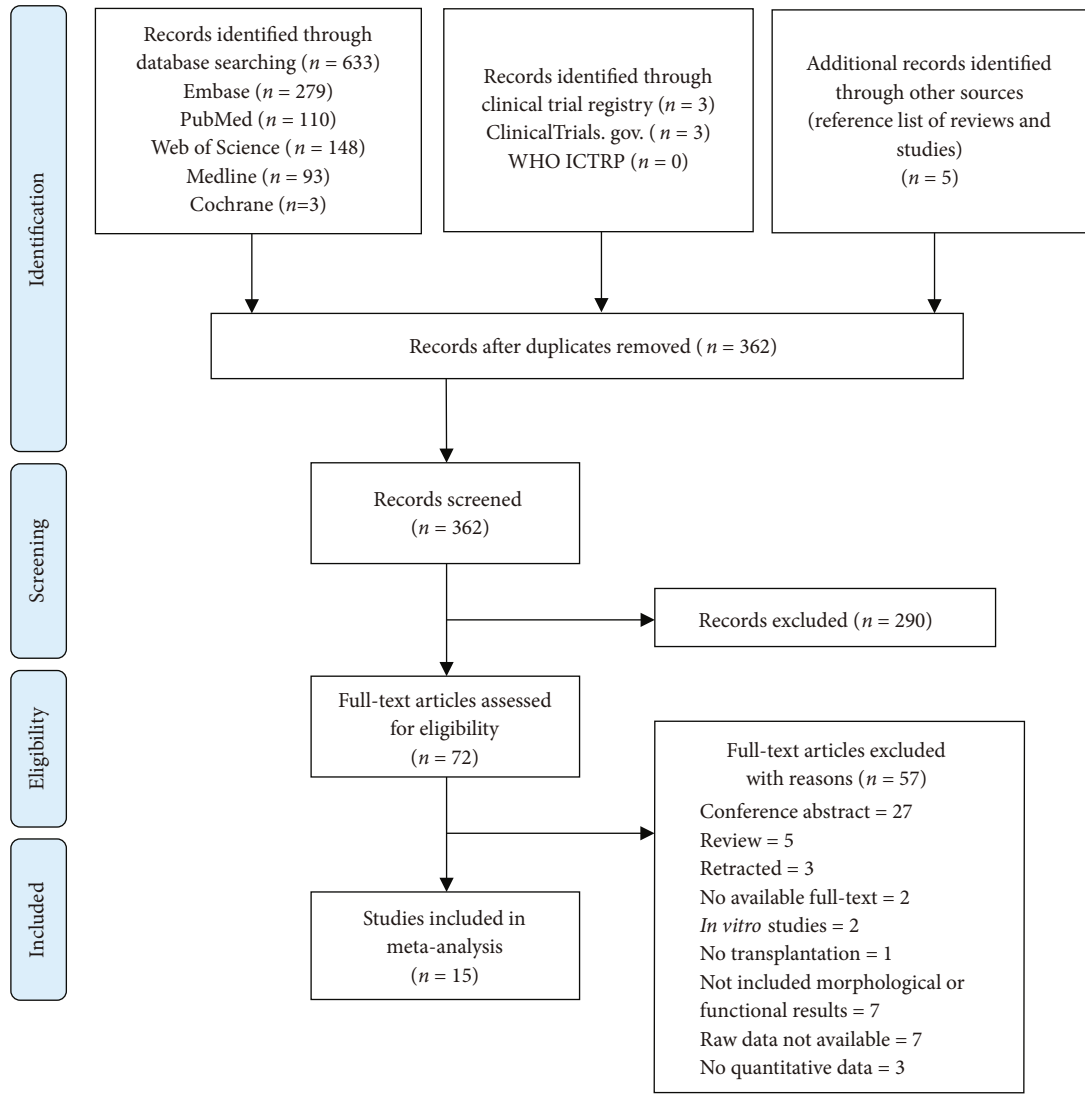 Identification
Records identified through
database searching (n = 633)
Embase (n = 279)
PubMed (n = 110)
Web of Science (n = 148)
Medline (n = 93)
Cochrane (n=3)
Records identified through
clinical trial registry (n = 3)
ClinicalTrials. gov. ( n = 3)
WHO ICTRP (n = 0)
Additional records identified
through other sources
(reference list of reviews and
studies)
(n = 5)
Records after duplicates removed ( n = 362)
Screening
Records screened
(n = 362)
Records excluded (n = 290)
Eligibility
Full-text articles assessed
for eligibility
(n = 72)
Full-text articles excluded
with reasons (n = 57)
Conference abstract = 27
Review = 5
Retracted = 3
No available full-text = 2
In vitro studies = 2
No transplantation = 1
Not included morphological or
functional results = 7
Raw data not available = 7
No quantitative data = 3
Included
Studies included in
meta-analysis
(n = 15)